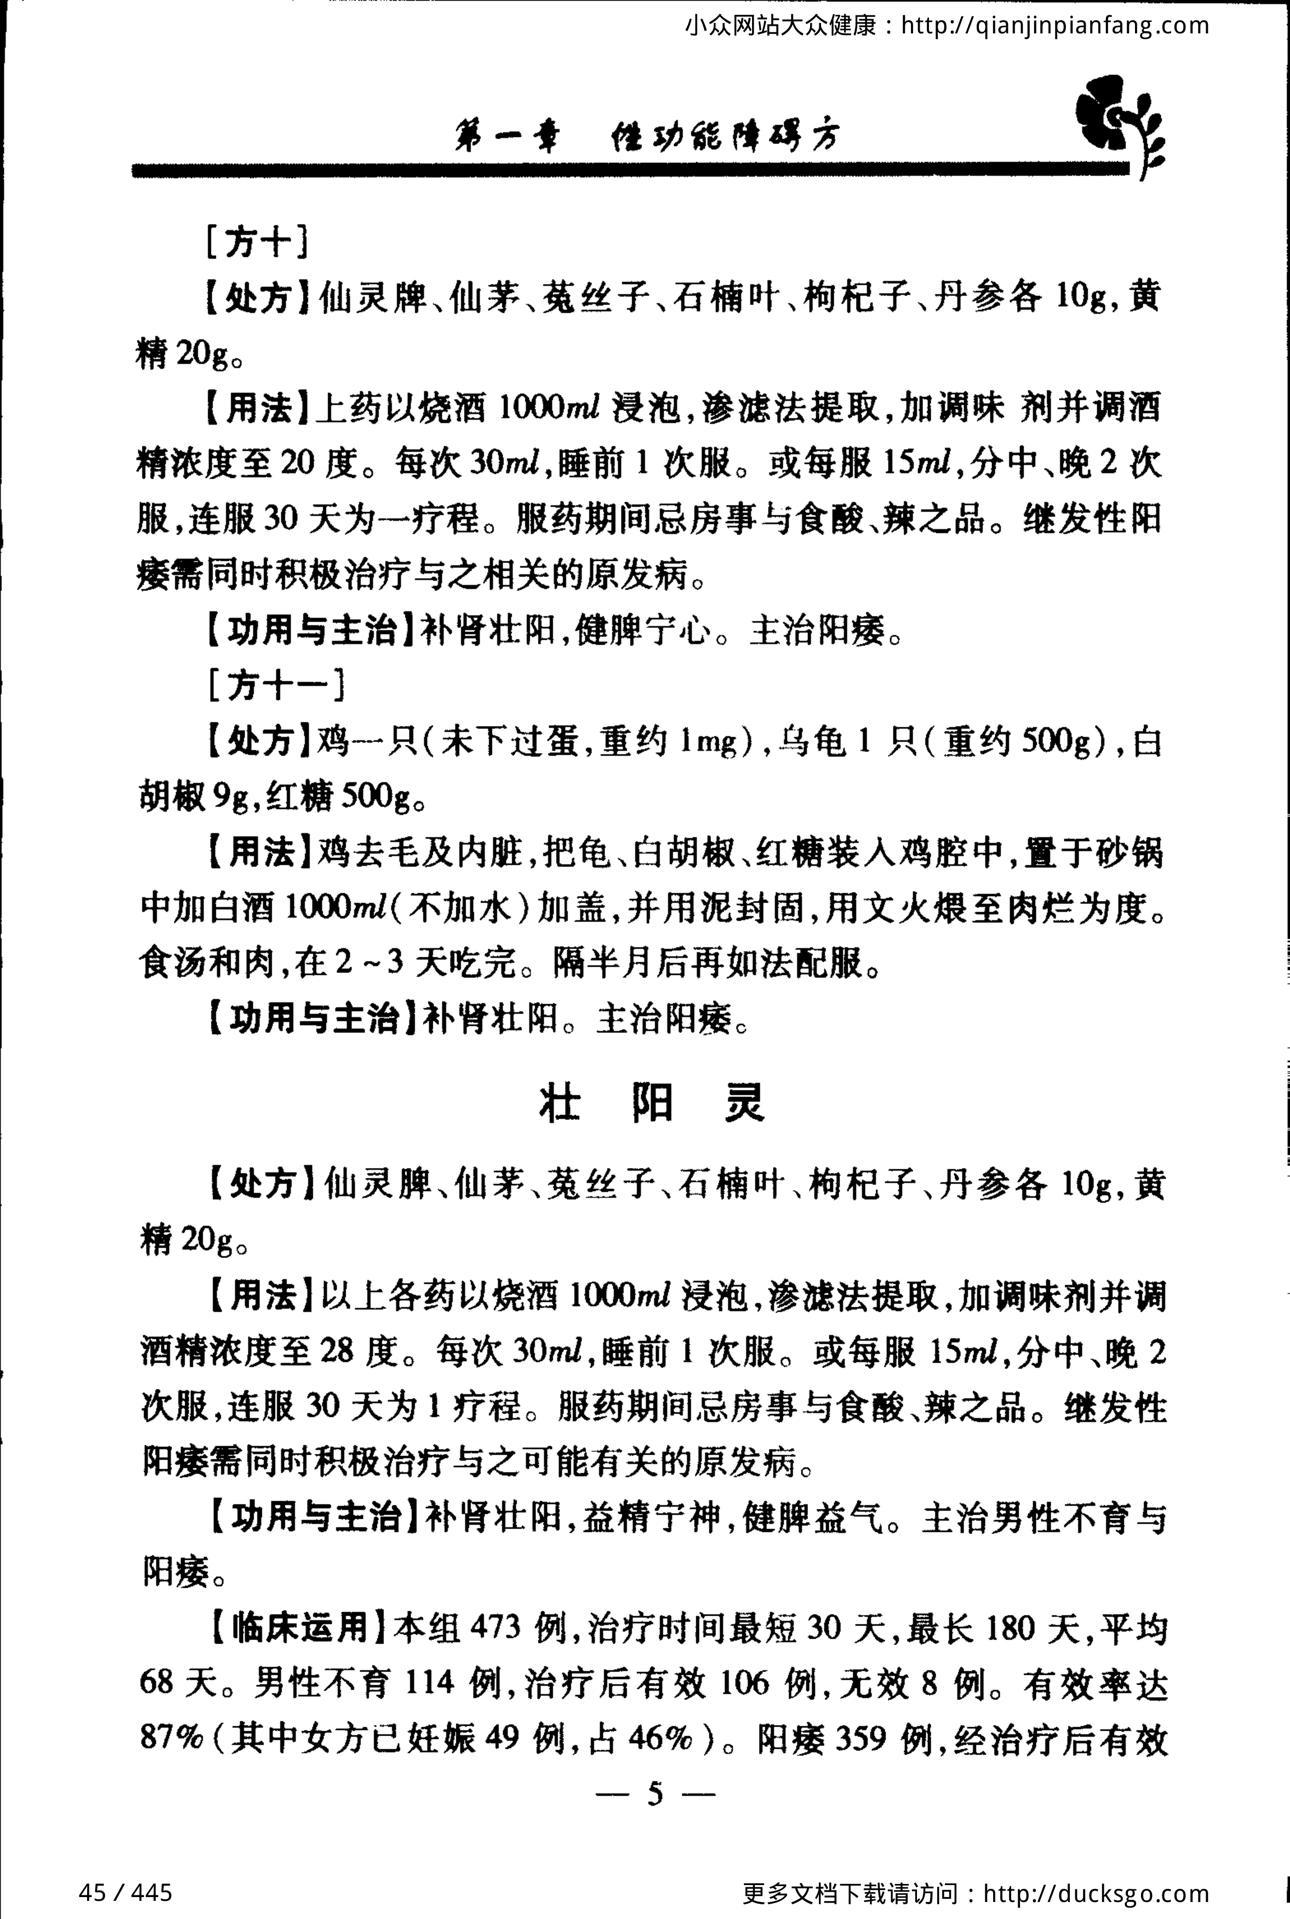 小众网站大众健康：http://qianjinpianfang.com
第一章 性功能障碍方
[方十]
【处方】仙灵牌、仙茅、菟丝子、石楠叶、枸杞子、丹参各 10g,黄
精 20g。
【用法】上药以烧酒 1000ml 浸泡,渗滤法提取,加调味 剂并调酒
精浓度至 20 度。每次 30ml,睡前 1 次服。或每服 15ml,分中、晚 2 次
服,连服 30 天为一疗程。服药期间忌房事与食酸、辣之品。继发性阳
痿需同时积极治疗与之相关的原发病。
【功用与主治】补肾壮阳,健脾宁心。主治阳痿。
[方十一]
【处方】鸡一只(未下过蛋,重约 1mg),乌龟 1 只(重约 500g),白
胡椒 9g,红糖 500g。
【用法】鸡去毛及内脏,把龟、白胡椒、红糖装入鸡腔中,置于砂锅
中加白酒 1000ml(不加水)加盖,并用泥封固,用文火煨至肉烂为度。
食汤和肉,在 2~3 天吃完。隔半月后再如法配服。
【功用与主治】补肾壮阳。主治阳痿。
壮 阳 灵
【处方】仙灵脾、仙茅、菟丝子、石楠叶、枸杞子、丹参各 10g,黄
精 20g。
【用法】以上各药以烧酒 1000ml 浸泡,渗滤法提取,加调味剂并调
酒精浓度至 28 度。每次 30ml,睡前 1 次服。或每服 15ml,分中、晚 2
次服,连服 30 天为 1 疗程。服药期间忌房事与食酸、辣之品。继发性
阳痿需同时积极治疗与之可能有关的原发病。
【功用与主治】补肾壮阳,益精宁神,健脾益气。主治男性不育与
阳痿。
【临床运用】本组 473 例,治疗时间最短 30 天,最长 180 天,平均
68 天。男性不育 114 例,治疗后有效 106 例,无效 8 例。有效率达
87%(其中女方已妊娠 49 例,占 46%)。阳痿 359 例,经治疗后有效
— 5 —
45 / 445
更多文档下载请访问：http://ducksgo.com